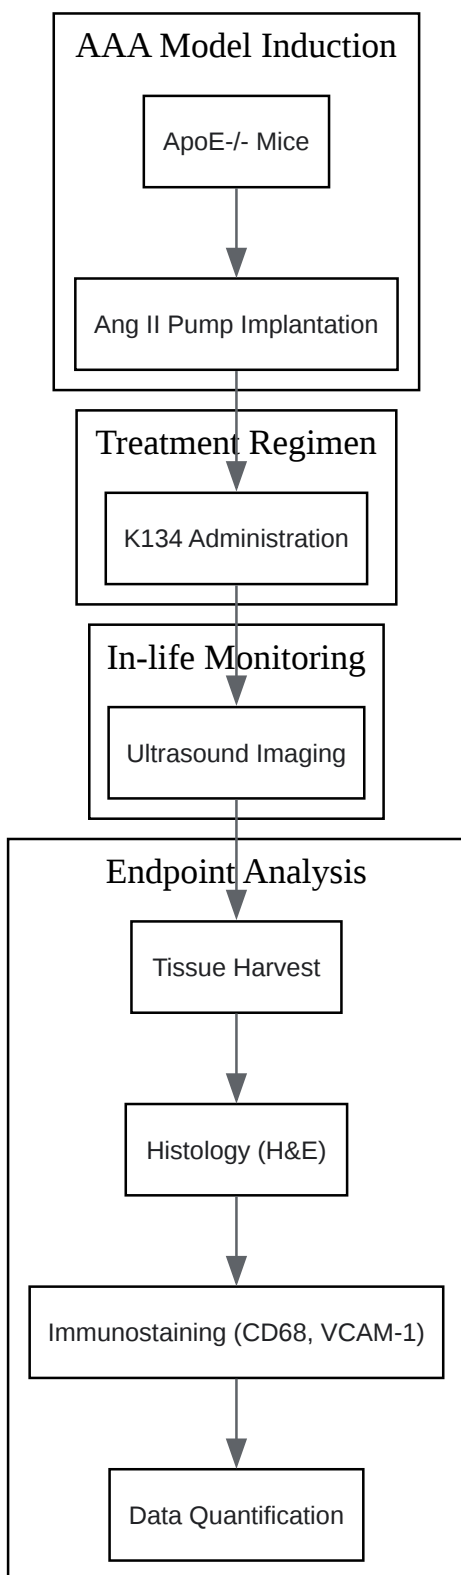 AAA Model Induction
ApoE-/- Mice
Ang II Pump Implantation
Treatment Regimen
K134 Administration
In-life Monitoring
Ultrasound Imaging
Endpoint Analysis
Tissue Harvest
Histology (H&E)
Immunostaining (CD68, VCAM-1)
Data Quantification